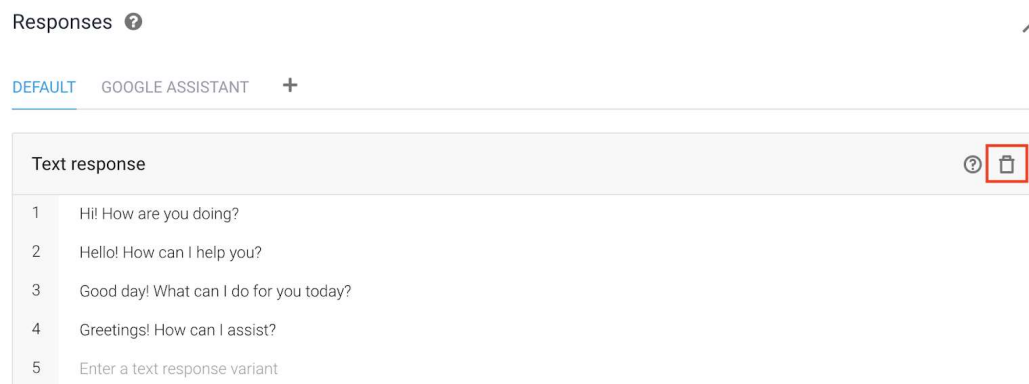 Responses
DEFAULT GOOGLE ASSISTANT +
Text response
1 Hi! How are you doing?
2 Hello! How can I help you?
3 Good day! What can I do for you today?
4 Greetings! How can I assist?
5 Enter a text response variant